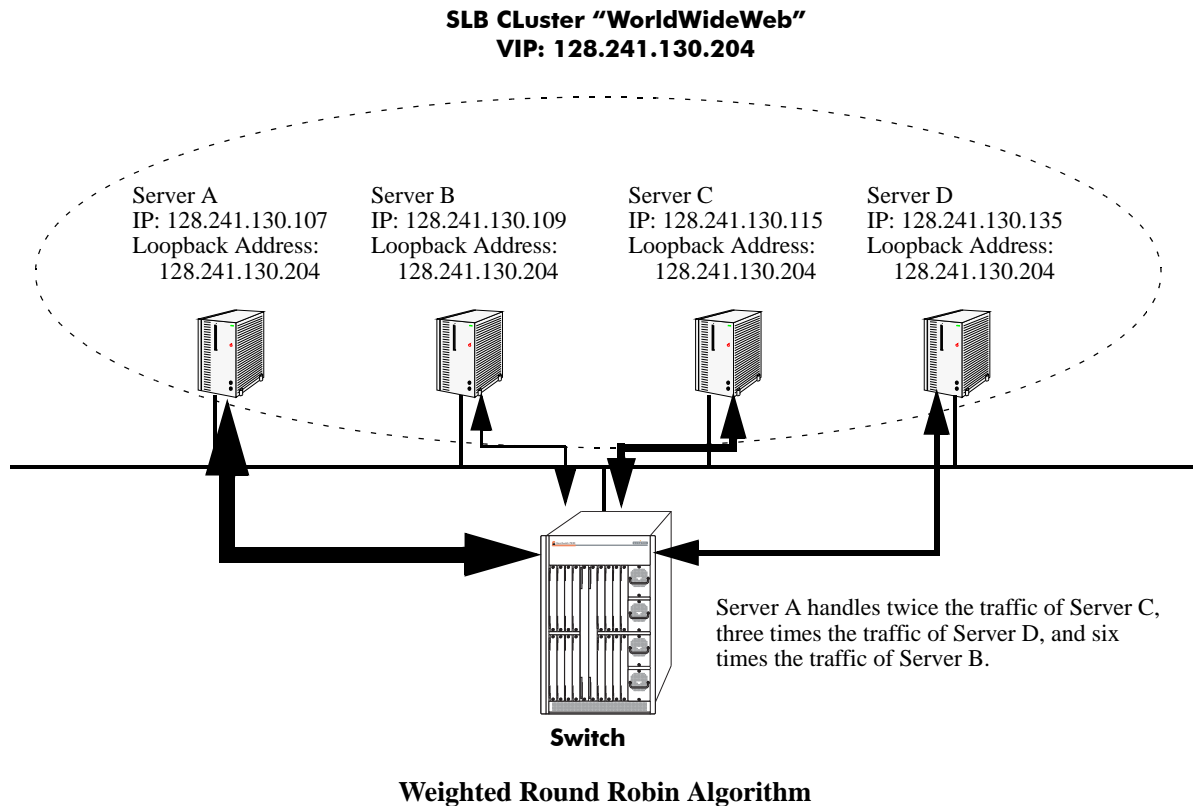 SLB CLuster “WorldWideWeb”
VIP: 128.241.130.204
Server A
IP: 128.241.130.107
Loopback Address:
128.241.130.204
Server B
IP: 128.241.130.109
Loopback Address:
128.241.130.204
Server C
IP: 128.241.130.115
Loopback Address:
128.241.130.204
Server D
IP: 128.241.130.135
Loopback Address:
128.241.130.204
Server A handles twice the traffic of Server C,
three times the traffic of Server D, and six
times the traffic of Server B.
Switch
Weighted Round Robin Algorithm